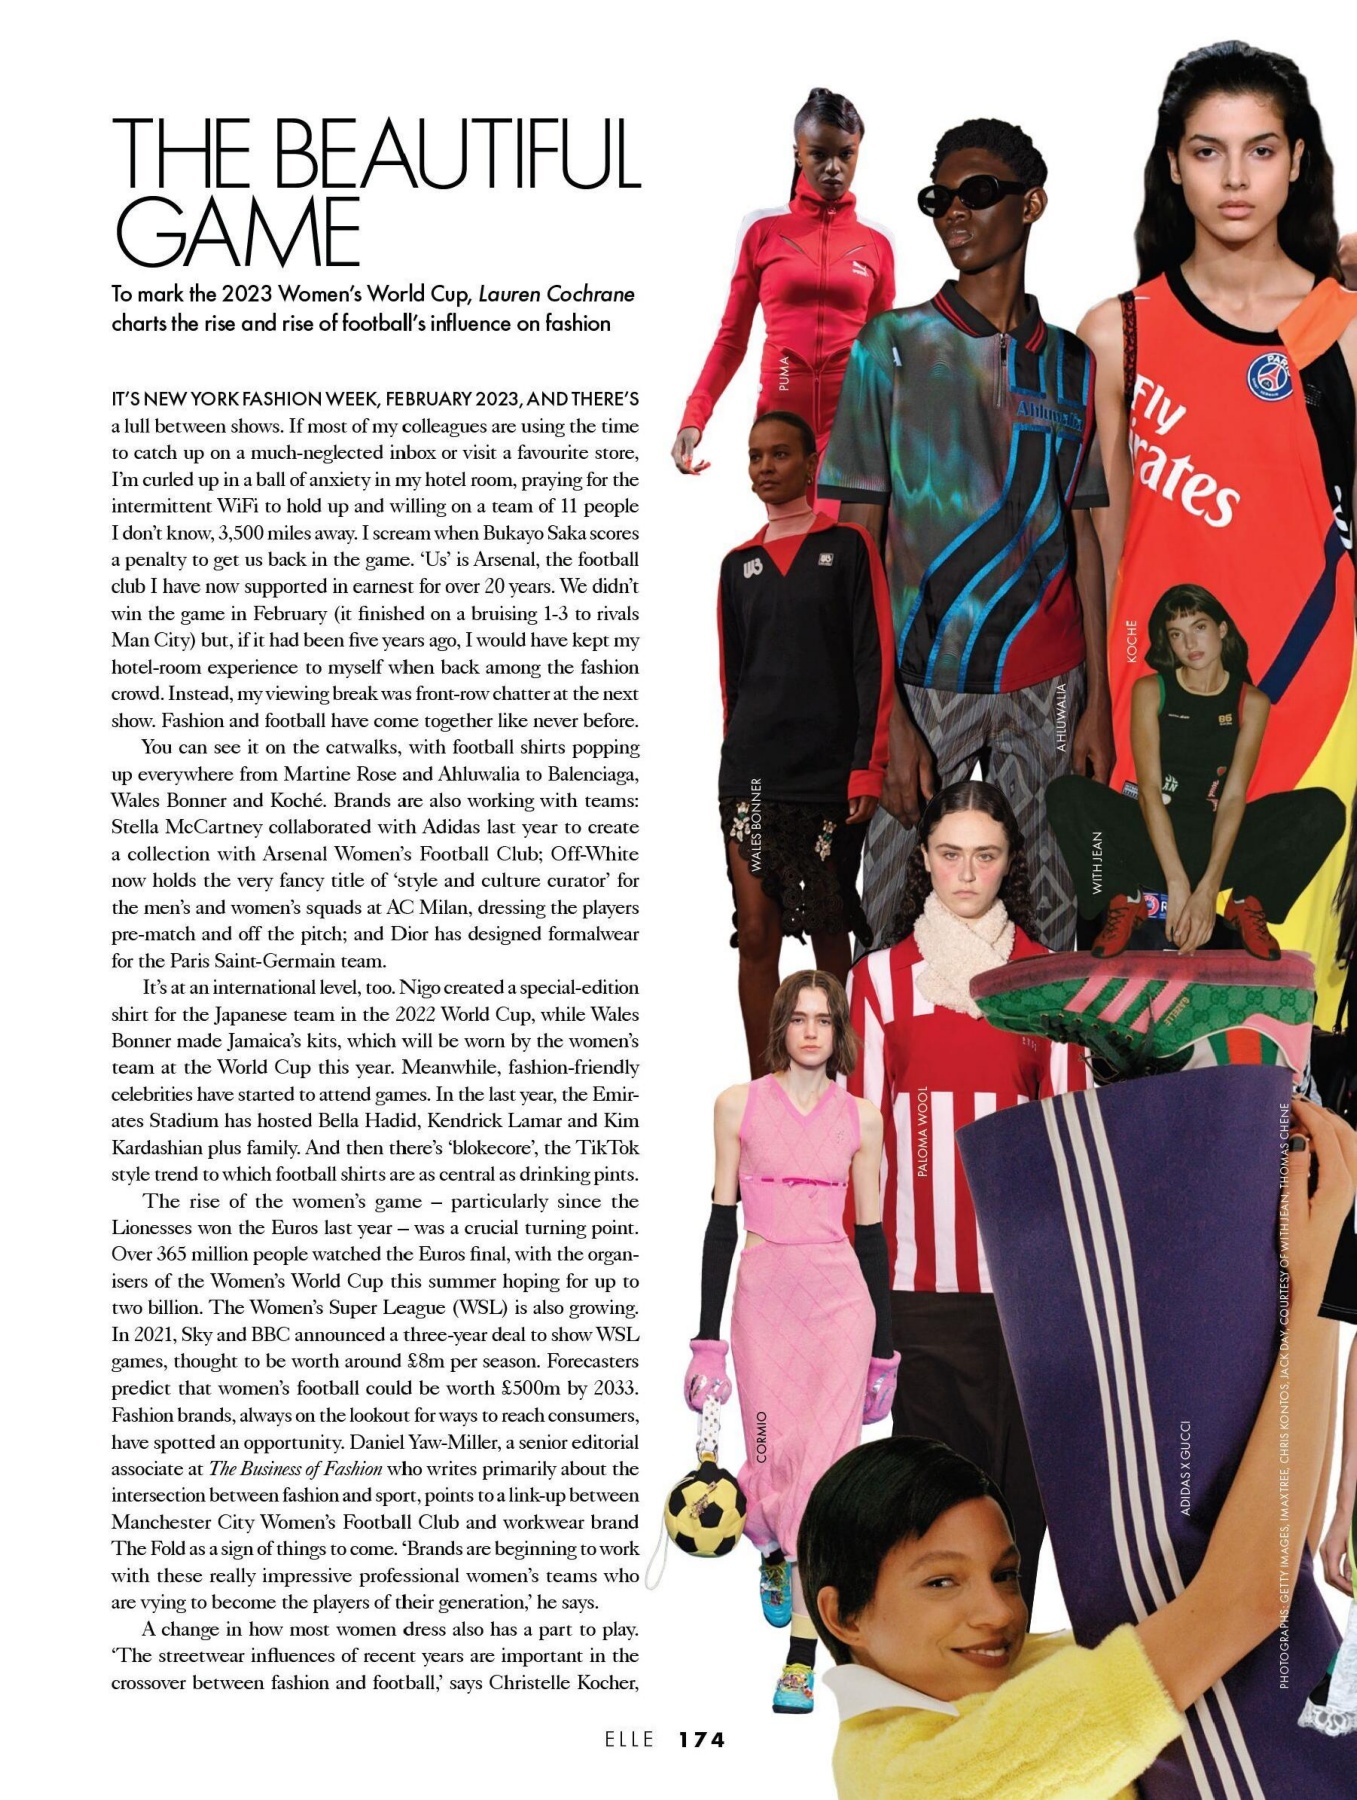 THE BEAUTIFUL
GAME
To mark the 2023 Women's World Cup, Lauren Cochrane
charts the rise and rise of football's influence on fashion
IT'S NEW YORK FASHION WEEK, FEBRUARY 2023, AND THERE'S
a lull between shows. If most of my colleagues are using the time
to catch up on a much-neglected inbox or visit a favourite store,
I'm curled up in a ball of anxiety in my hotel room, praying for the
intermittent WiFi to hold up and willing on a team of 11 people
I don't know, 3,500 miles away. I scream when Bukayo Saka scores
a penalty to get us back in the game. 'Us' is Arsenal, the football
club I have now supported in earnest for over 20 years. We didn't
win the game in February (it finished on a bruising 1-3 to rivals
Man City) but, if it had been five years ago, I would have kept my
hotel-room experience to myself when back among the fashion
crowd. Instead, my viewing break was front-row chatter at the next
show. Fashion and football have come together like never before.
You can see it on the catwalks, with football shirts popping
up everywhere from Martine Rose and Ahluwalia to Balenciaga,
Wales Bonner and Koché. Brands are also working with teams:
Stella McCartney collaborated with Adidas last year to create
a collection with Arsenal Women's Football Club; Off-White
now holds the very fancy title of 'style and culture curator' for
the men's and women's squads at AC Milan, dressing the players
pre-match and off the pitch; and Dior has designed formalwear
for the Paris Saint-Germain team.
It's at an international level, too. Nigo created a special-edition
shirt for the Japanese team in the 2022 World Cup, while Wales
Bonner made Jamaica's kits, which will be worn by the women's
team at the World Cup this year. Meanwhile, fashion-friendly
celebrities have started to attend games. In the last year, the Emir-
ates Stadium has hosted Bella Hadid, Kendrick Lamar and Kim
Kardashian plus family. And then there's 'blokecore', the TikTok
style trend to which football shirts are as central as drinking pints.
The rise of the women's game – particularly since the
Lionesses won the Euros last year – was a crucial turning point.
Over 365 million people watched the Euros final, with the organ-
isers of the Women's World Cup this summer hoping for up to
two billion. The Women's Super League (WSL) is also growing.
In 2021, Sky and BBC announced a three-year deal to show WSL
games, thought to be worth around £8m per season. Forecasters
predict that women's football could be worth £500m by 2033.
Fashion brands, always on the lookout for ways to reach consumers,
have spotted an opportunity. Daniel Yaw-Miller, a senior editorial
associate at The Business of Fashion who writes primarily about the
intersection between fashion and sport, points to a link-up between
Manchester City Women's Football Club and workwear brand
The Fold as a sign of things to come. 'Brands are beginning to work
with these really impressive professional women's teams who
are vying to become the players of their generation,' he says.
A change in how most women dress also has a part to play.
'The streetwear influences of recent years are important in the
crossover between fashion and football,' says Christelle Kocher,
PUMA
WALES BONNER
AHLUWALIA
Ahluwalia
KOCHÉ
Fly
rates
PARIS
WITHJEAN
86
PALOMA WOOL
CORMIO
GAZELLE
ADIDAS X GUCCI
PHOTOGRAPHS: GETTY IMAGES, IMAXTREE, CHRIS KONTOS, JACK DAY, COURTESY OF WITHJEAN, THOMAS CHENE
ELLE 174